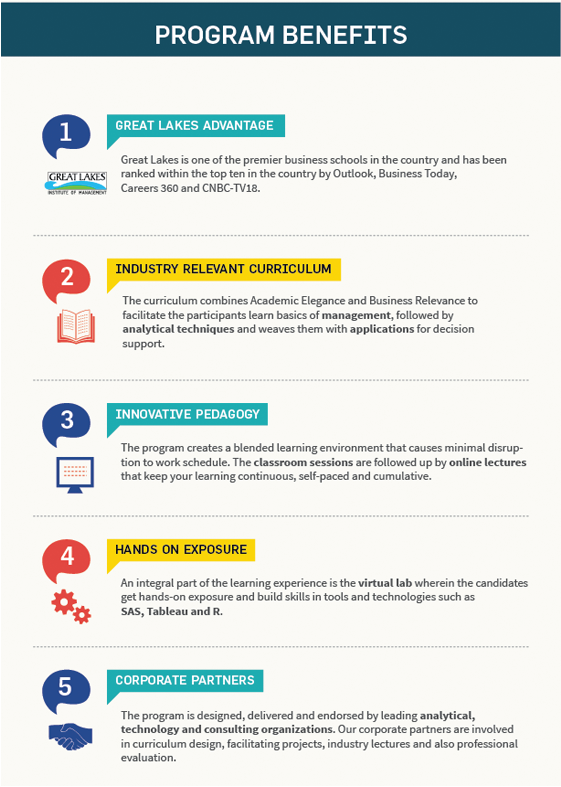 PROGRAM BENEFITS
1
GREAT LAKES ADVANTAGE
GREAT LAKES
INSTITUTE OF MANAGEMENT
Great Lakes is one of the premier business schools in the country and has been
ranked within the top ten in the country by Outlook, Business Today,
Careers 360 and CNBC-TV18.
2
INDUSTRY RELEVANT CURRICULUM
The curriculum combines Academic Elegance and Business Relevance to
facilitate the participants learn basics of management, followed by
analytical techniques and weaves them with applications for decision
support.
3
INNOVATIVE PEDAGOGY
The program creates a blended learning environment that causes minimal disrup-
tion to work schedule. The classroom sessions are followed up by online lectures
that keep your learning continuous, self-paced and cumulative.
4
HANDS ON EXPOSURE
An integral part of the learning experience is the virtual lab wherein the candidates
get hands-on exposure and build skills in tools and technologies such as
SAS, Tableau and R.
5
CORPORATE PARTNERS
The program is designed, delivered and endorsed by leading analytical,
technology and consulting organizations. Our corporate partners are involved
in curriculum design, facilitating projects, industry lectures and also professional
evaluation.